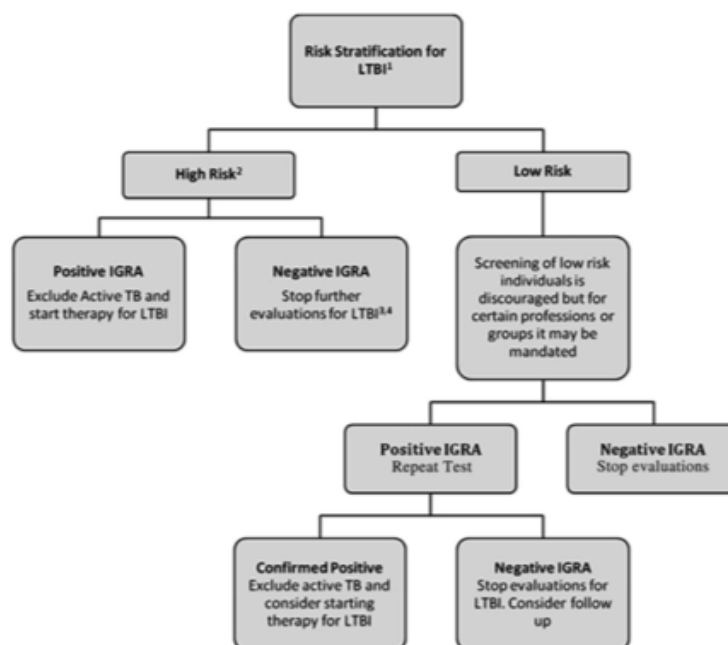 Risk Stratification for
LTBI¹
High Risk²
Low Risk
Positive IGRA
Exclude Active TB and
start therapy for LTBI
Negative IGRA
Stop further
evaluations for LTBI³,⁴
Screening of low risk
individuals is
discouraged but for
certain professions or
groups it may be
mandated
Positive IGRA
Repeat Test
Negative IGRA
Stop evaluations
Confirmed Positive
Exclude active TB and
consider starting
therapy for LTBI
Negative IGRA
Stop evaluations for
LTBI. Consider follow
up